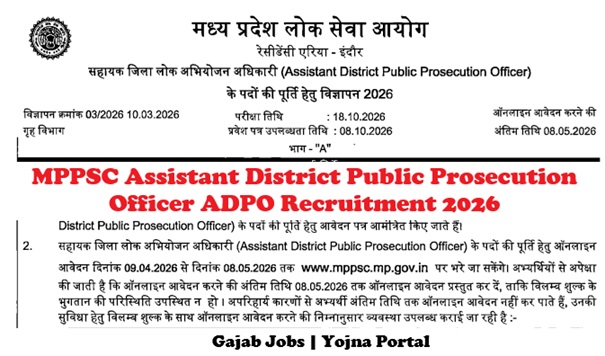 मध्य प्रदेश लोक सेवा आयोग
रेसीडेंसी एरिया - इंदौर
सहायक जिला लोक अभियोजन अधिकारी (Assistant District Public Prosecution Officer)
के पदों की पूर्ति हेतु विज्ञापन 2026
विज्ञापन क्रमांक 03/2026 10.03.2026 परीक्षा तिथि : 18.10.2026 ऑनलाइन आवेदन करने की
गृह विभाग प्रवेश पत्र उपलब्धता तिथि : 08.10.2026 अंतिम तिथि 08.05.2026
भाग - "A"
MPPSC Assistant District Public Prosecution
Officer ADPO Recruitment 2026
District Public Prosecution Officer) के पदों की पूर्ति हेतु आवेदन पत्र आमंत्रित किए जाते हैं।
2. सहायक जिला लोक अभियोजन अधिकारी (Assistant District Public Prosecution Officer) के पदों की पूर्ति हेतु ऑनलाइन
आवेदन दिनांक 09.04.2026 से दिनांक 08.05.2026 तक www.mppsc.mp.gov.in पर भरे जा सकेंगे। अभ्यर्थियों से अपेक्षा
की जाती है कि ऑनलाइन आवेदन करने की अंतिम तिथि 08.05.2026 तक ऑनलाइन आवेदन प्रस्तुत कर दें, ताकि विलम्ब शुल्क के
भुगतान की परिस्थिति उपस्थित न हो। अपरिहार्य कारणों से अभ्यर्थी अंतिम तिथि तक ऑनलाइन आवेदन नहीं कर पाते हैं, उनकी
सुविधा हेतु विलम्ब शुल्क के साथ ऑनलाइन आवेदन करने की निम्नानुसार व्यवस्था उपलब्ध कराई जा रही है :-
Gajab Jobs | Yojna Portal